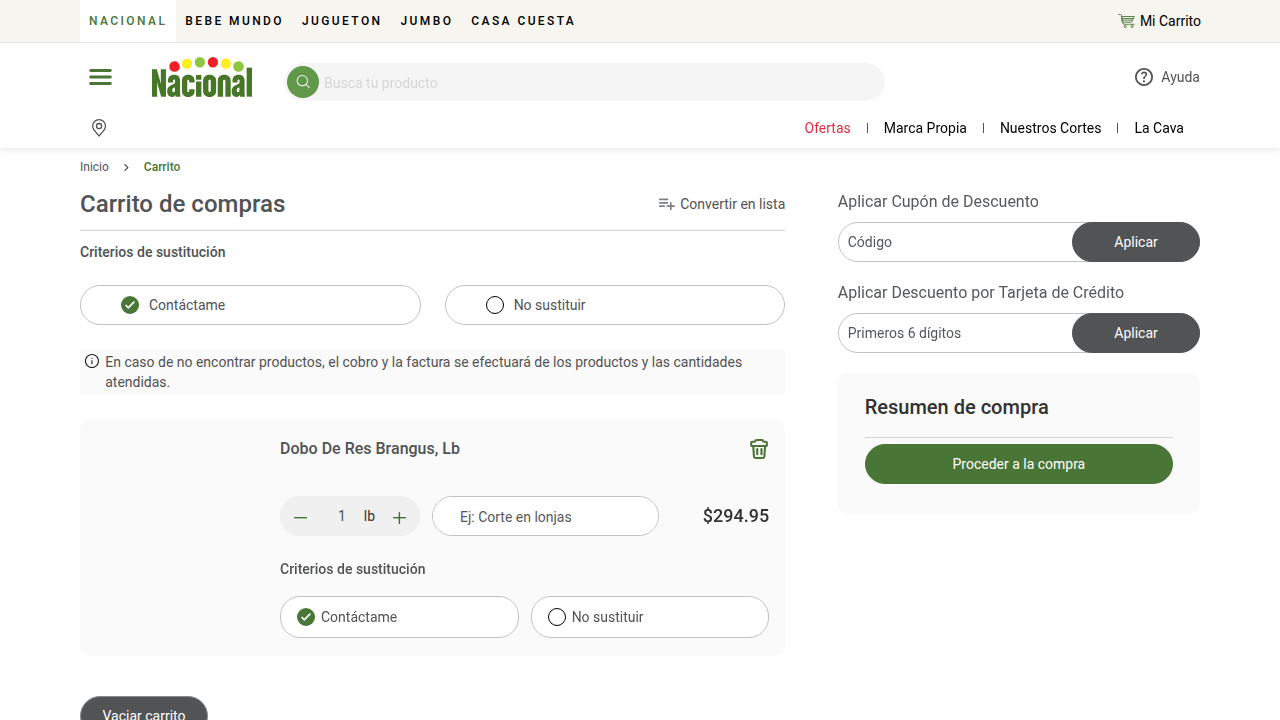 NACIONAL BEBE MUNDO JUGUETON JUMBO CASA CUESTA Mi Carrito
Nacional Busca tu producto Ayuda
Ofertas Marca Propia Nuestros Cortes La Cava
Inicio Carrito
Carrito de compras Convertir en lista
Criterios de sustitución
Contáctame No sustituir
En caso de no encontrar productos, el cobro y la factura se efectuará de los productos y las cantidades
atendidas.
Dobo De Res Brangus, Lb
1 lb Ej: Corte en lonjas $294.95
Criterios de sustitución
Contáctame No sustituir
Vaciar carrito
Aplicar Cupón de Descuento
Código Aplicar
Aplicar Descuento por Tarjeta de Crédito
Primeros 6 dígitos Aplicar
Resumen de compra
Proceder a la compra